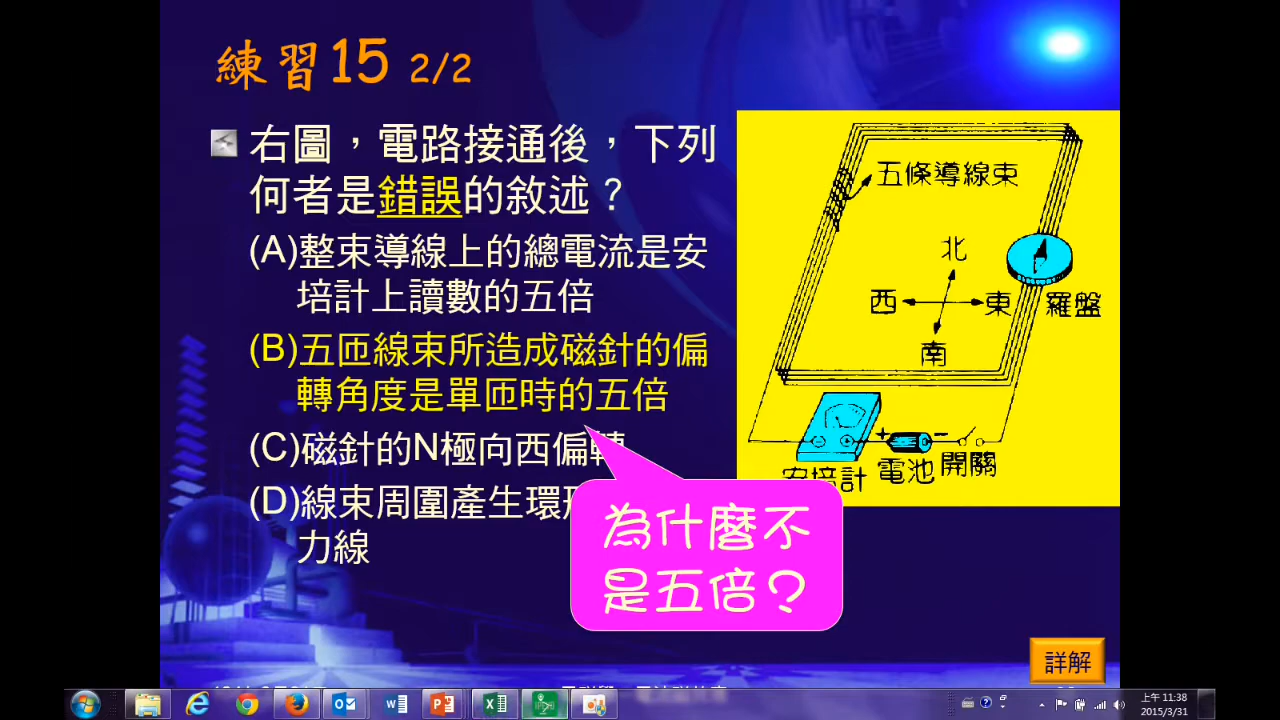 練習15 2/2
右圖，電路接通後，下列
何者是錯誤的敘述？
(A)整束導線上的總電流是安
培計上讀數的五倍
(B)五匝線束所造成磁針的偏
轉角度是單匝時的五倍
(C)磁針的N極向西偏轉
(D)線束周圍產生環形
力線
為什麼不
是五倍？
五條導線束
北
西
東
羅盤
南
安培計
電池
開關
+
−
詳解
上午 11:38
2015/3/31